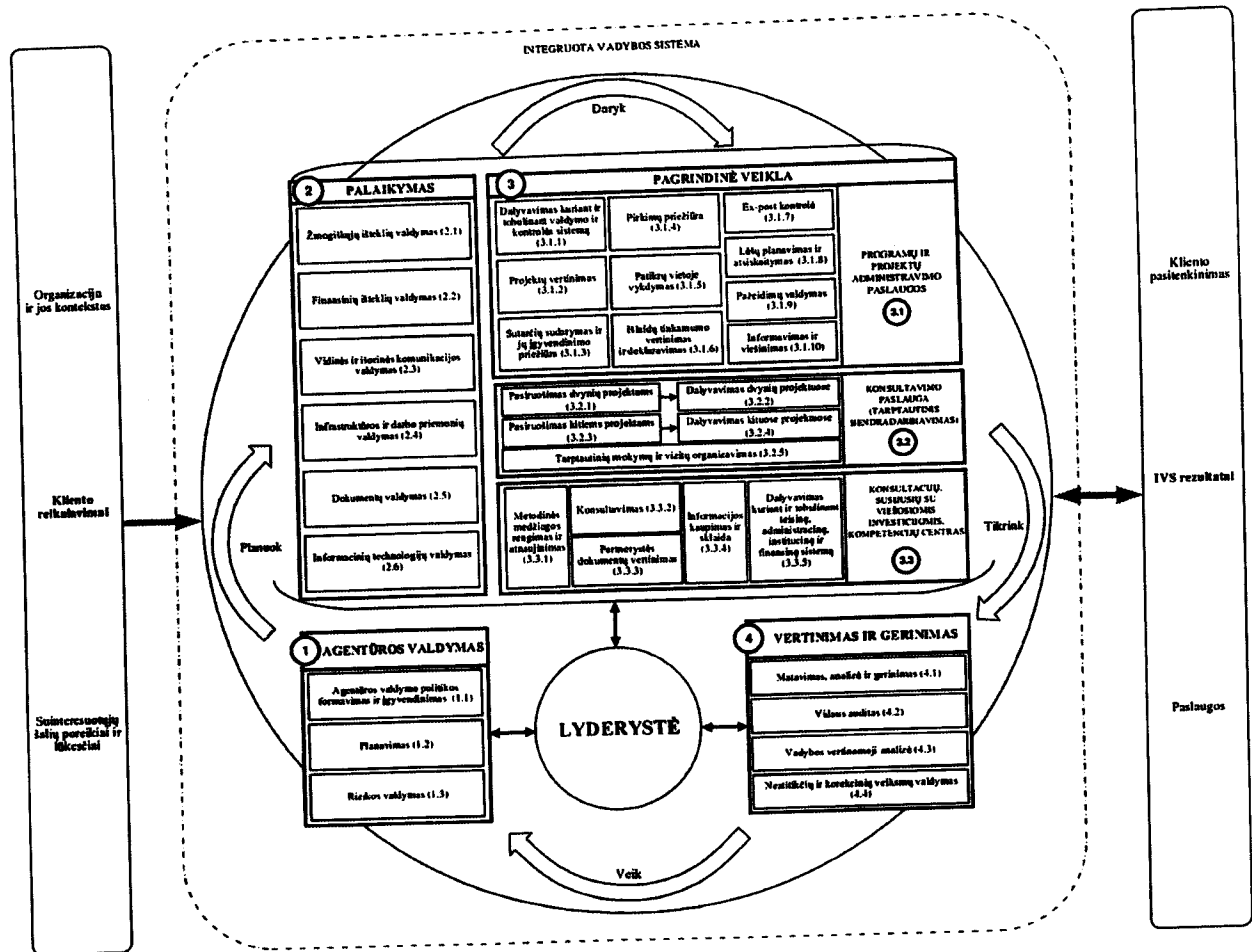 INTEGRUOTA VADYBOS SISTEMA
Daryk
Organizacija
ir jos kontekstas
Kliento
reikalavimai
Suinteresuotųjų
šalių poreikiai ir
lūkesčiai
2
PALAIKYMAS
Žmogiškųjų išteklių valdymas (2.1)
Finansinių išteklių valdymas (2.2)
Vidinės ir išorinės komunikacijos
valdymas (2.3)
Infrastruktūros ir darbo priemonių
valdymas (2.4)
Dokumentų valdymas (2.5)
Informacinių technologijų valdymas
(2.6)
3
PAGRINDINĖ VEIKLA
Dalyvavimas kuriant ir
tobulinant valdymo ir
kontrolės sistemą
(3.1.1)
Projektų vertinimas
(3.1.2)
Sutarčių sudarymas ir
jų įgyvendinimo
priežiūra (3.1.3)
Pirkimų priežiūra
(3.1.4)
Patikrų vietoje
vykdymas (3.1.5)
Išlaidų tinkamumo
vertinimas
ir deklaravimas (3.1.6)
Ex-post kontrolė
(3.1.7)
Lėšų planavimas ir
atsiskaitymas (3.1.8)
Pažeidimų valdymas
(3.1.9)
Informavimas ir
viešinimas (3.1.10)
PROGRAMŲ IR
PROJEKTŲ
ADMINISTRAVIMO
PASLAUGOS
3.1
Pasiruošimas dvynių projektams
(3.2.1)
Dalyvavimas dvynių projektuose
(3.2.2)
Pasiruošimas kitiems projektams
(3.2.3)
Dalyvavimas kituose projektuose
(3.2.4)
Tarptautinių mokymų ir vizitų organizavimas (3.2.5)
KONSULTAVIMO
PASLAUGA
(TARPTAUTINIS
BENDRADARBIAVIMAS)
3.2
Metodinės
medžiagos
rengimas ir
atnaujinimas
(3.3.1)
Konsultavimas (3.3.2)
Partnerystės
dokumentų vertinimas
(3.3.3)
Informacijos
kaupimas ir
sklaida
(3.3.4)
Dalyvavimas
kuriant ir tobulinant
teisinę,
administracinę,
institucinę ir
finansinę sistemą
(3.3.5)
KONSULTACIJŲ,
SUSIJUSIŲ SU
VIEŠOSIOMIS
INVESTICIJOMIS,
KOMPETENCIJŲ CENTRAS
3.3
Planuok
Tikrink
1
AGENTŪROS VALDYMAS
Agentūros valdymo politikos
formavimas ir įgyvendinimas (1.1)
Planavimas (1.2)
Rizikos valdymas (1.3)
LYDERYSTĖ
4
VERTINIMAS IR GERINIMAS
Matavimas, analizė ir gerinimas (4.1)
Vidaus auditas (4.2)
Vadybos vertinamoji analizė (4.3)
Neatitikčių ir korekcinių veiksmų valdymas
(4.4)
Veik
Kliento
pasitenkinimas
IVS rezultatai
Paslaugos